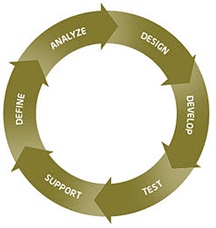 ANALYZE
DESIGN
DEVELOP
TEST
SUPPORT
DEFINE